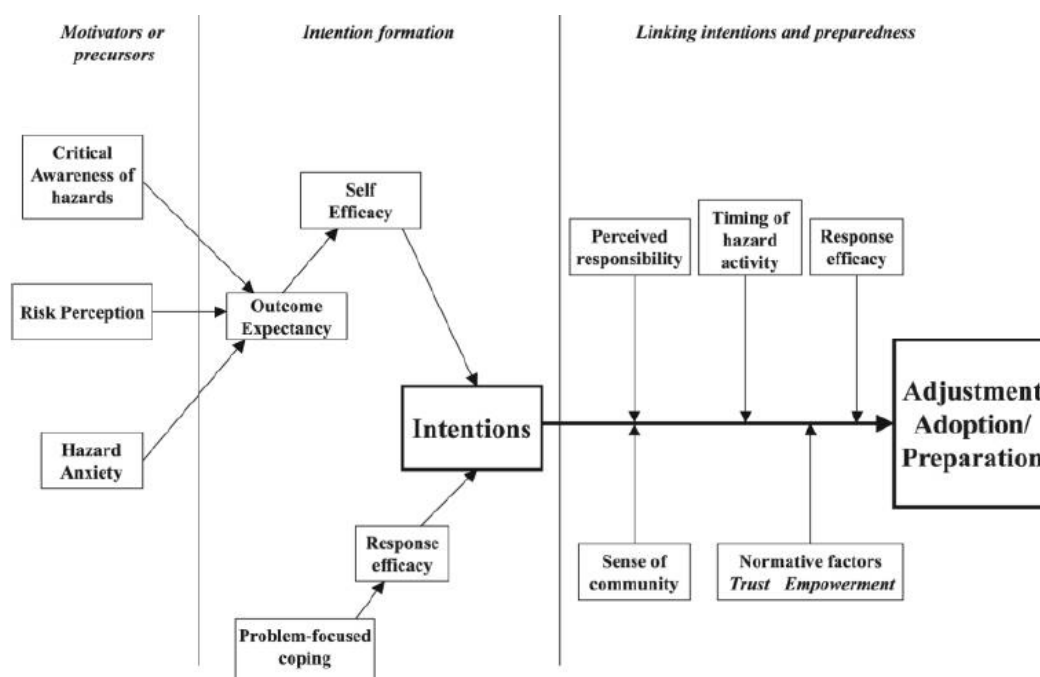 Motivators or
precursors
Intention formation
Linking intentions and preparedness
Critical
Awareness of
hazards
Risk Perception
Hazard
Anxiety
Self
Efficacy
Outcome
Expectancy
Intentions
Response
efficacy
Problem-focused
coping
Perceived
responsibility
Timing of
hazard
activity
Response
efficacy
Sense of
community
Normative factors
Trust Empowerment
Adjustment
Adoption/
Preparation